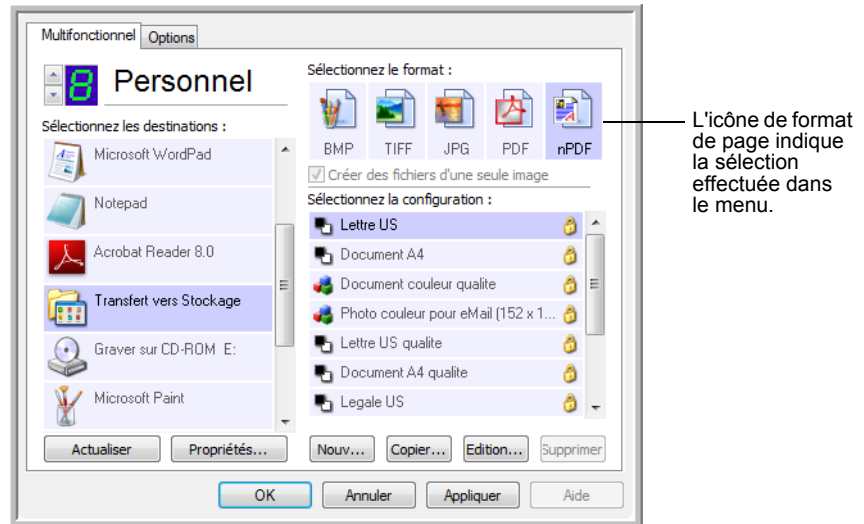 Multifonctionnel
Options
8
Personnel
Sélectionnez les destinations :
Microsoft WordPad
Notepad
Acrobat Reader 8.0
Transfert vers Stockage
Graver sur CD-ROM E:
Microsoft Paint
Actualiser
Propriétés...
Sélectionnez le format :
BMP
TIFF
JPG
PDF
nPDF
Créer des fichiers d'une seule image
Sélectionnez la configuration :
Lettre US
Document A4
Document couleur qualite
Photo couleur pour eMail (152 x 1...
Lettre US qualite
Document A4 qualite
Legale US
Nouv...
Copier...
Edition...
Supprimer
OK
Annuler
Appliquer
Aide
L'icône de format
de page indique
la sélection
effectuée dans
le menu.